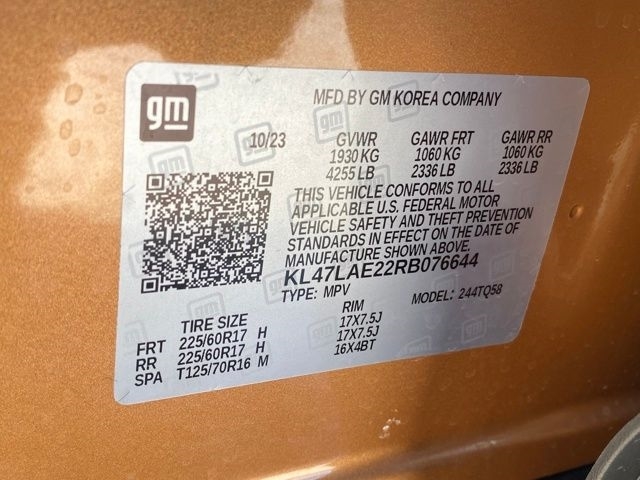 gm
MFD BY GM KOREA COMPANY
10/23 GVWR GAWR FRT GAWR RR
1930 KG 1060 KG 1060 KG
4255 LB 2336 LB 2336 LB
THIS VEHICLE CONFORMS TO ALL
APPLICABLE U.S. FEDERAL MOTOR
VEHICLE SAFETY AND THEFT PREVENTION
STANDARDS IN EFFECT ON THE DATE OF
MANUFACTURE SHOWN ABOVE.
KL47LAE22RB076644
TYPE: MPV MODEL: 244TQ58
TIRE SIZE RIM
FRT 225/60R17 H 17X7.5J
RR 225/60R17 H 17X7.5J
SPA T125/70R16 M 16X4BT